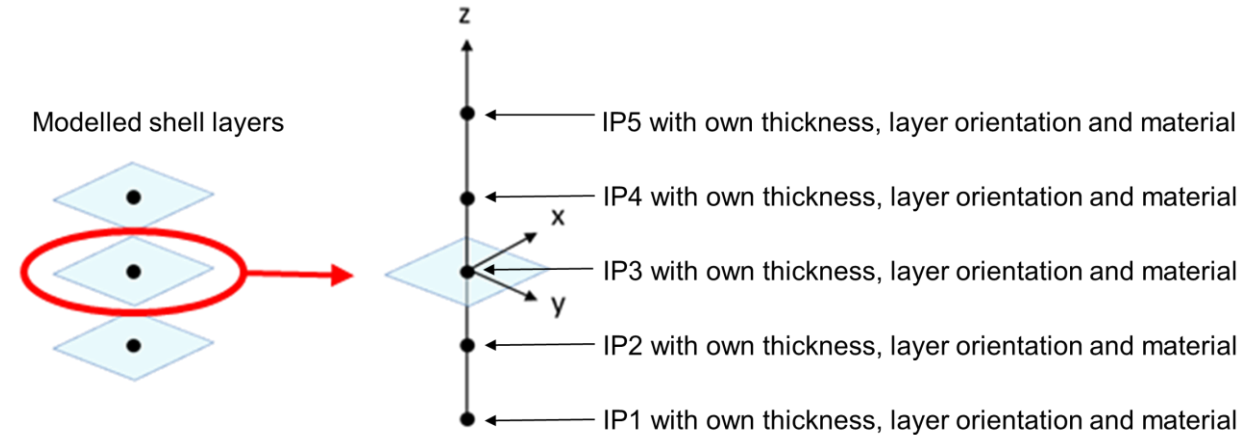 z
Modelled shell layers
IP5 with own thickness, layer orientation and material
IP4 with own thickness, layer orientation and material
x
IP3 with own thickness, layer orientation and material
y
IP2 with own thickness, layer orientation and material
IP1 with own thickness, layer orientation and material